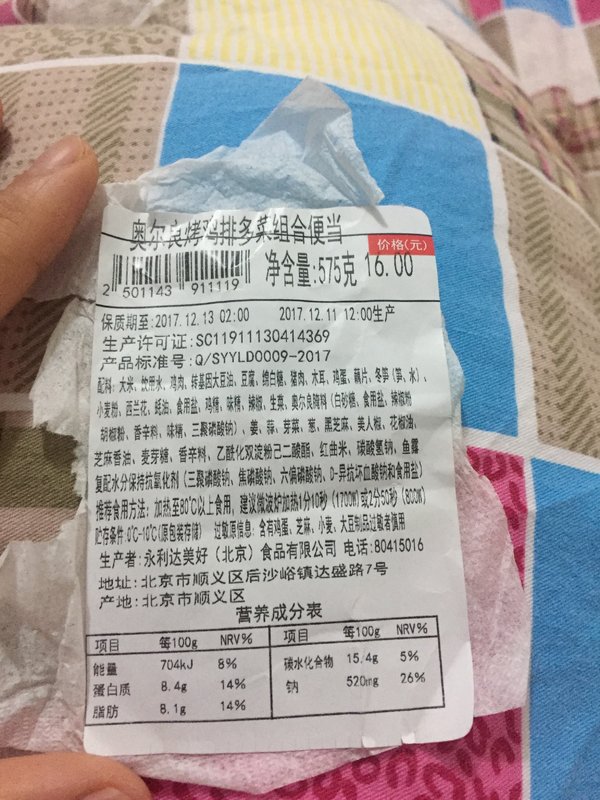 奥尔良烤鸡排多菜组合便当
价格(元)
2 501143 911119 净含量:575克 16.00
保质期至:2017.12.13 02:00 2017.12.11 12:00生产
生产许可证:SC11911130414369
产品标准号:Q/SYYLD0009-2017
配料:大米、饮用水、鸡肉、转基因大豆油、豆腐、绵白糖、猪肉、木耳、鸡蛋、藕片、冬笋(笋、水)、
小麦粉、西兰花、蚝油、食用盐、鸡精、味精、辣椒、生菜、奥尔良腌料(白砂糖、食用盐、辣椒粉
胡椒粉、香辛料、味精、三聚磷酸钠)、姜、蒜、芽菜、葱、黑芝麻、美人椒、花椒油、
芝麻香油、麦芽糖、香辛料、乙酰化双淀粉己二酸酯、红曲米、碳酸氢钠、鱼露
复配水分保持抗氧化剂(三聚磷酸钠、焦磷酸钠、六偏磷酸钠、D-异抗坏血酸钠和食用盐)
推荐食用方法:加热至80℃以上食用,建议微波炉加热1分10秒(1700W)或2分50秒(800W)
贮存条件:0℃-10℃(原包装存储) 过敏原信息:含有鸡蛋、芝麻、小麦、大豆制品过敏者慎用
生产者:永利达美好(北京)食品有限公司 电话:80415016
地址:北京市顺义区后沙峪镇达盛路7号
产地:北京市顺义区
营养成分表
项目 每100g NRV% 项目 每100g NRV%
能量 704kJ 8% 碳水化合物 15.4g 5%
蛋白质 8.4g 14% 钠 520mg 26%
脂肪 8.1g 14%